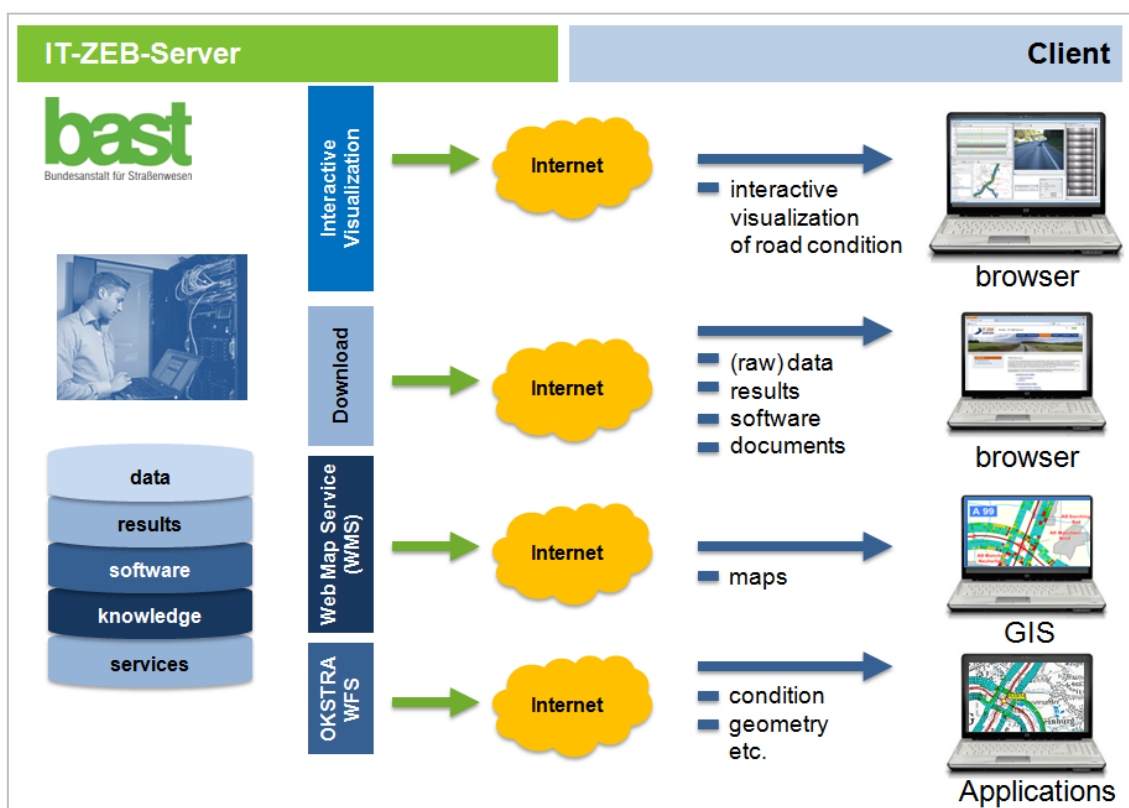 IT-ZEB-Server
Client
bast
Bundesanstalt für Straßenwesen
data
results
software
knowledge
services
Interactive
Visualization
Internet
interactive
visualization
of road condition
browser
Download
Internet
(raw) data
results
software
documents
browser
Web Map Service
(WMS)
Internet
maps
A 99
GIS
OKSTRA
WFS
Internet
condition
geometry
etc.
Applications